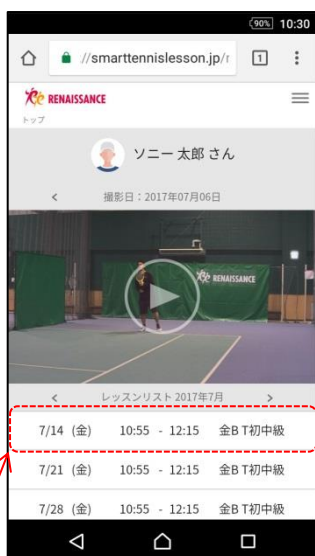 90% 10:30
//smarttennislesson.jp/r 1
RENAISSANCE
トップ
ソニー 太郎 さん
< 撮影日：2017年07月06日
RENAISSANCE
< レッスンリスト 2017年7月 >
7/14 (金) 10:55 - 12:15 金B T初中級
7/21 (金) 10:55 - 12:15 金B T初中級
7/28 (金) 10:55 - 12:15 金B T初中級